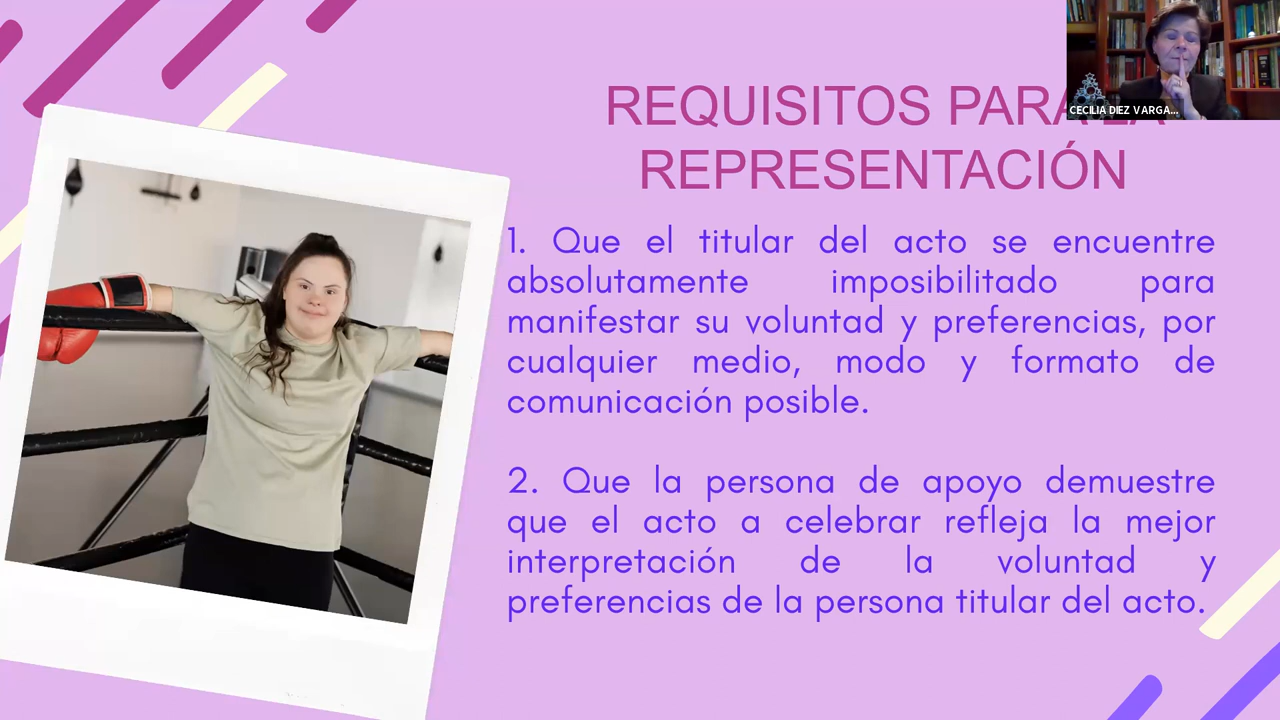 REQUISITOS PARA LA
REPRESENTACIÓN
CECILIA DIEZ VARGA...
1. Que el titular del acto se encuentre
absolutamente imposibilitado para
manifestar su voluntad y preferencias, por
cualquier medio, modo y formato de
comunicación posible.
2. Que la persona de apoyo demuestre
que el acto a celebrar refleja la mejor
interpretación de la voluntad y
preferencias de la persona titular del acto.